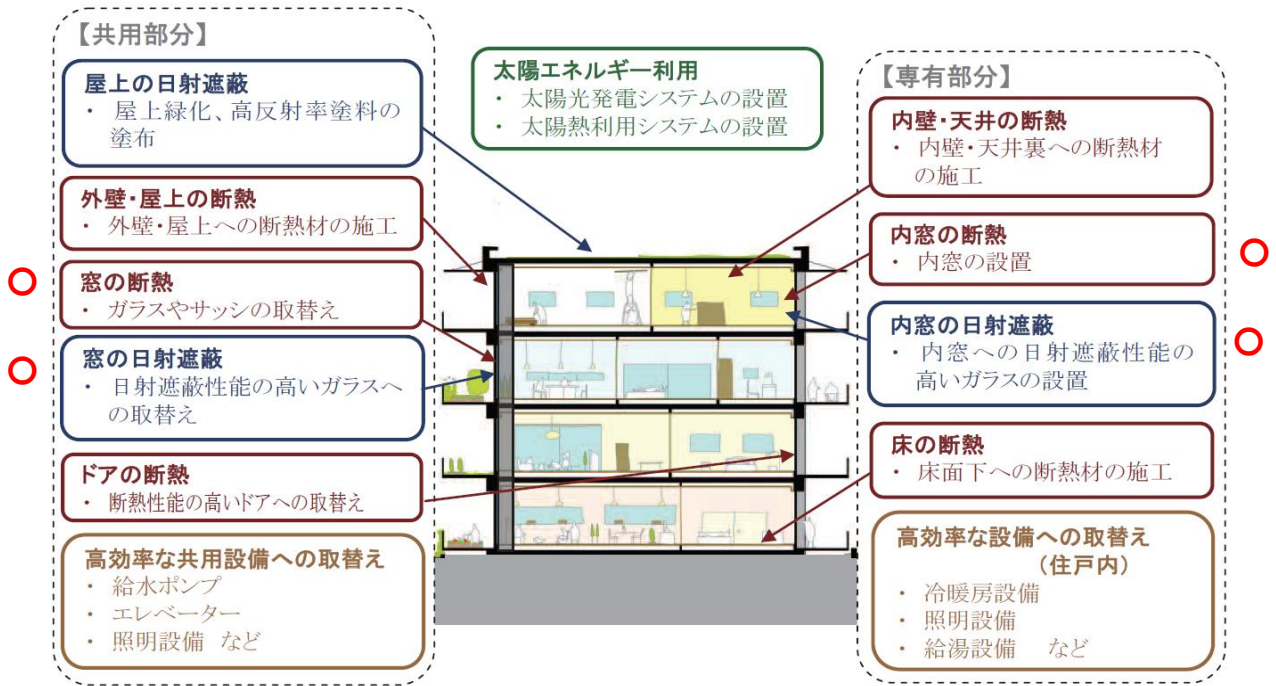 【共用部分】
屋上の日射遮蔽
・ 屋上緑化、高反射率塗料の
塗布
外壁・屋上の断熱
・ 外壁・屋上への断熱材の施工
窓の断熱
・ ガラスやサッシの取替え
窓の日射遮蔽
・ 日射遮蔽性能の高いガラスへ
の取替え
ドアの断熱
・ 断熱性能の高いドアへの取替え
高効率な共用設備への取替え
・ 給水ポンプ
・ エレベーター
・ 照明設備 など
太陽エネルギー利用
・ 太陽光発電システムの設置
・ 太陽熱利用システムの設置
【専有部分】
内壁・天井の断熱
・ 内壁・天井裏への断熱材
の施工
内窓の断熱
・ 内窓の設置
内窓の日射遮蔽
・ 内窓への日射遮蔽性能の
高いガラスの設置
床の断熱
・ 床面下への断熱材の施工
高効率な設備への取替え
(住戸内)
・ 冷暖房設備
・ 照明設備
・ 給湯設備 など